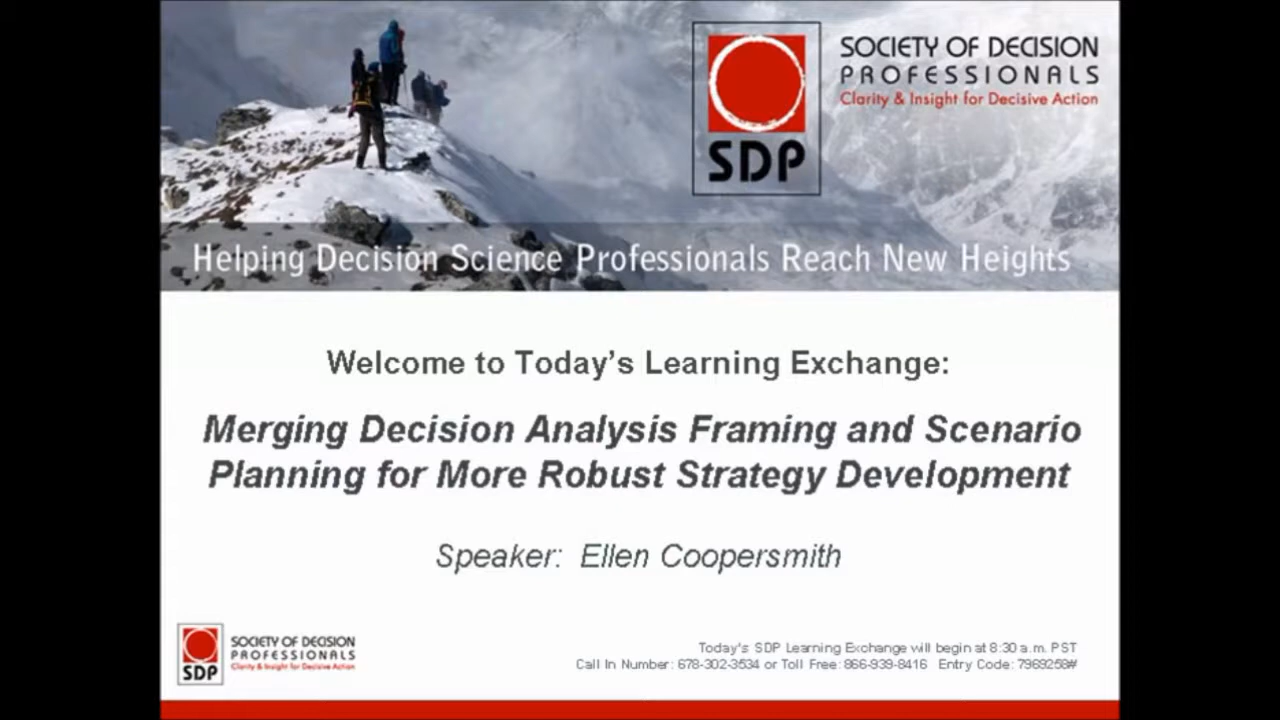 SOCIETY OF DECISION
PROFESSIONALS
Clarity & Insight for Decisive Action
SDP
Helping Decision Science Professionals Reach New Heights
Welcome to Today's Learning Exchange:
Merging Decision Analysis Framing and Scenario
Planning for More Robust Strategy Development
Speaker: Ellen Coopersmith
SOCIETY OF DECISION
PROFESSIONALS
Clarity & Insight for Decisive Action
SDP
Today's SDP Learning Exchange will begin at 8:30 a.m. PST
Call In Number: 678-302-3534 or Toll Free: 866-939-8416 Entry Code: 7969258#